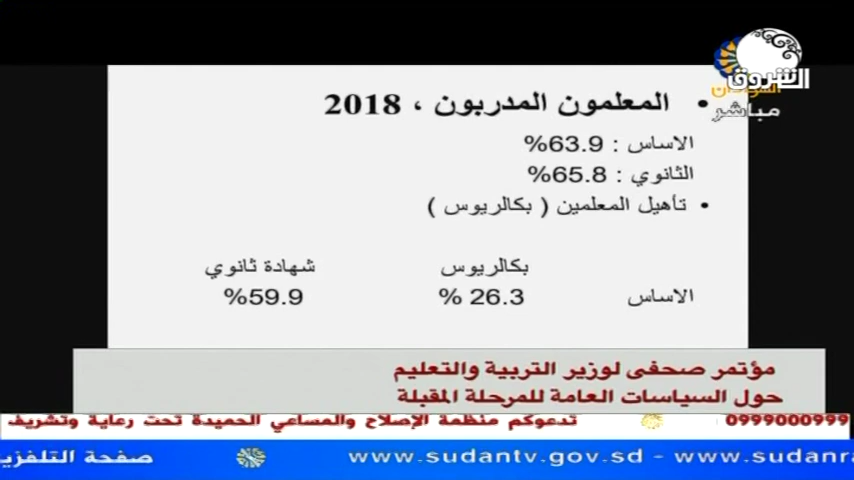 الشروق
السودان
مباشر
• المعلمون المدربون ، 2018
الاساس : 63.9%
الثانوي : 65.8%
• تأهيل المعلمين ( بكالريوس )
بكالريوس شهادة ثانوي
الاساس 26.3 % 59.9%
مؤتمر صحفى لوزير التربية والتعليم
حول السياسات العامة للمرحلة المقبلة
0999000999 تدعوكم منظمة الإصلاح والمساعي الحميدة تحت رعاية وتشريف
صفحة التلفزي www.sudantv.gov.sd - www.sudanra